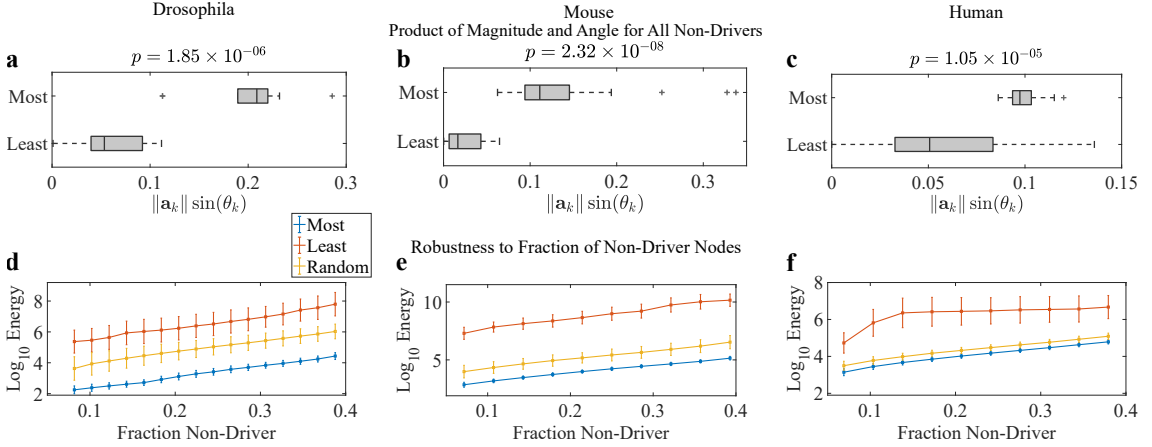 Drosophila
Mouse
Human
Product of Magnitude and Angle for All Non-Drivers
a
p = 1.85 × 10^−06
b
p = 2.32 × 10^−08
c
p = 1.05 × 10^−05
Most
Least
0 0.1 0.2 0.3
‖a_k‖ sin(θ_k)
Most
Least
0 0.1 0.2 0.3
‖a_k‖ sin(θ_k)
Most
Least
0 0.05 0.1 0.15
‖a_k‖ sin(θ_k)
Most
Least
Random
Robustness to Fraction of Non-Driver Nodes
d
Log_10 Energy
8
6
4
2
0.1 0.2 0.3 0.4
Fraction Non-Driver
e
Log_10 Energy
10
5
0.1 0.2 0.3 0.4
Fraction Non-Driver
f
Log_10 Energy
8
6
4
2
0.1 0.2 0.3 0.4
Fraction Non-Driver